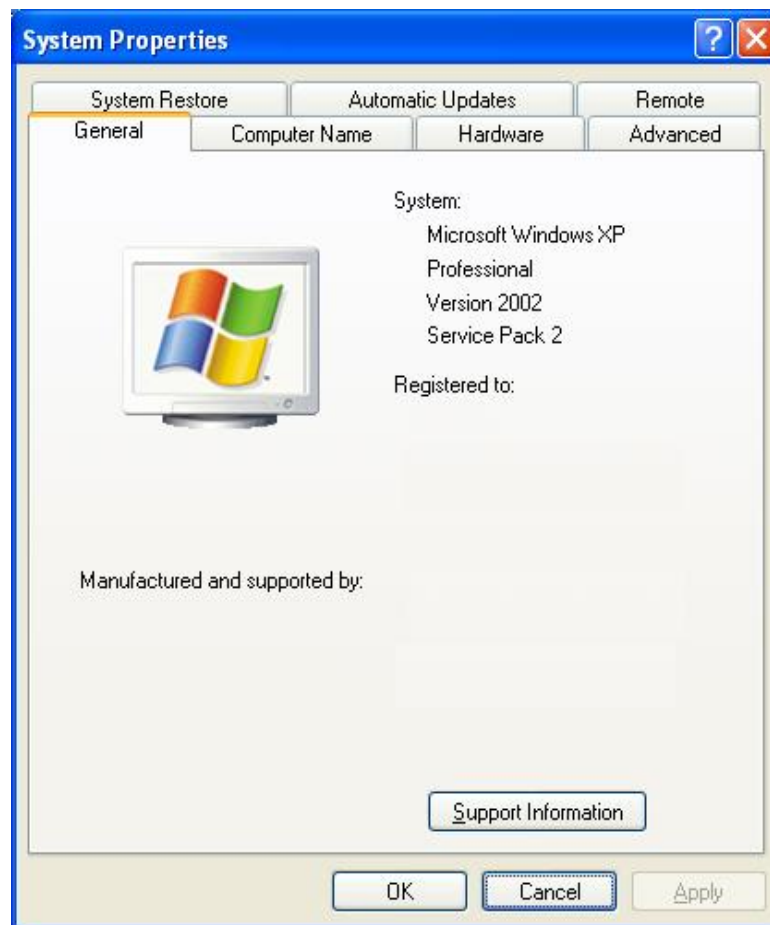 System Properties
System Restore Automatic Updates Remote
General Computer Name Hardware Advanced
System:
Microsoft Windows XP
Professional
Version 2002
Service Pack 2
Registered to:
Manufactured and supported by:
Support Information
OK Cancel Apply